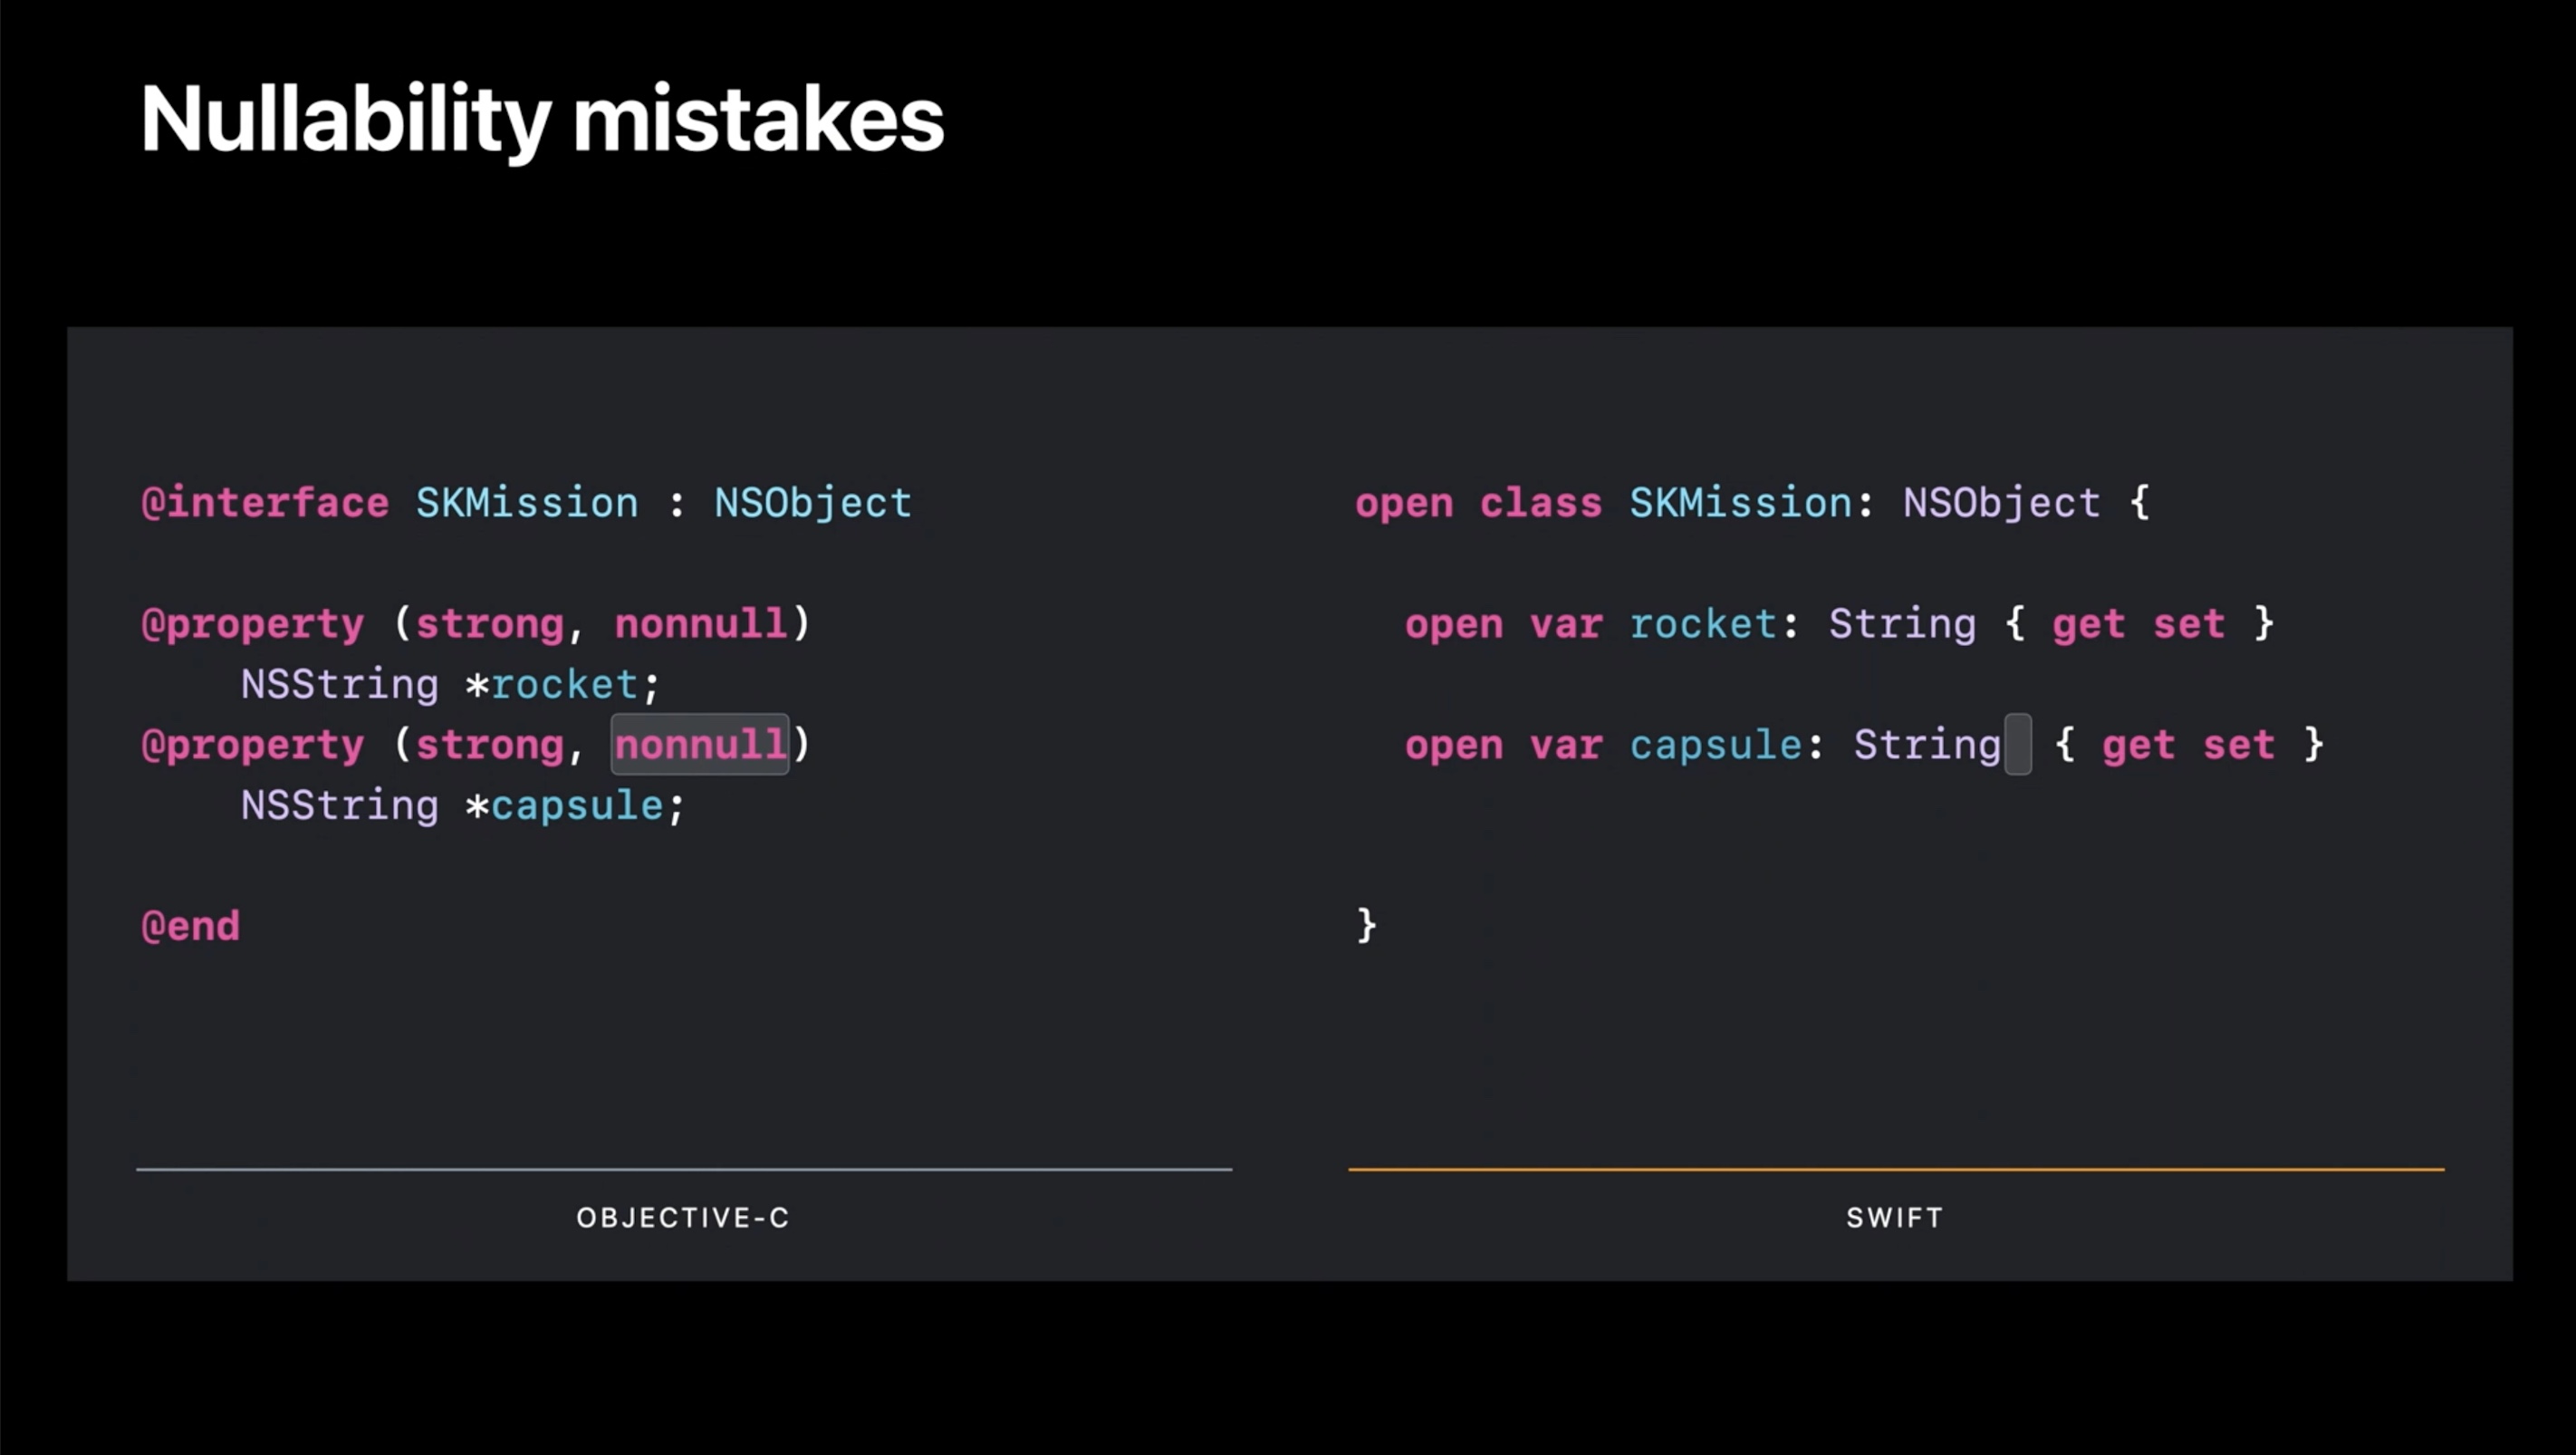 Nullability mistakes
@interface SKMission : NSObject
@property (strong, nonnull)
NSString *rocket;
@property (strong, nonnull)
NSString *capsule;
@end
OBJECTIVE-C
open class SKMission: NSObject {
open var rocket: String { get set }
open var capsule: String { get set }
}
SWIFT